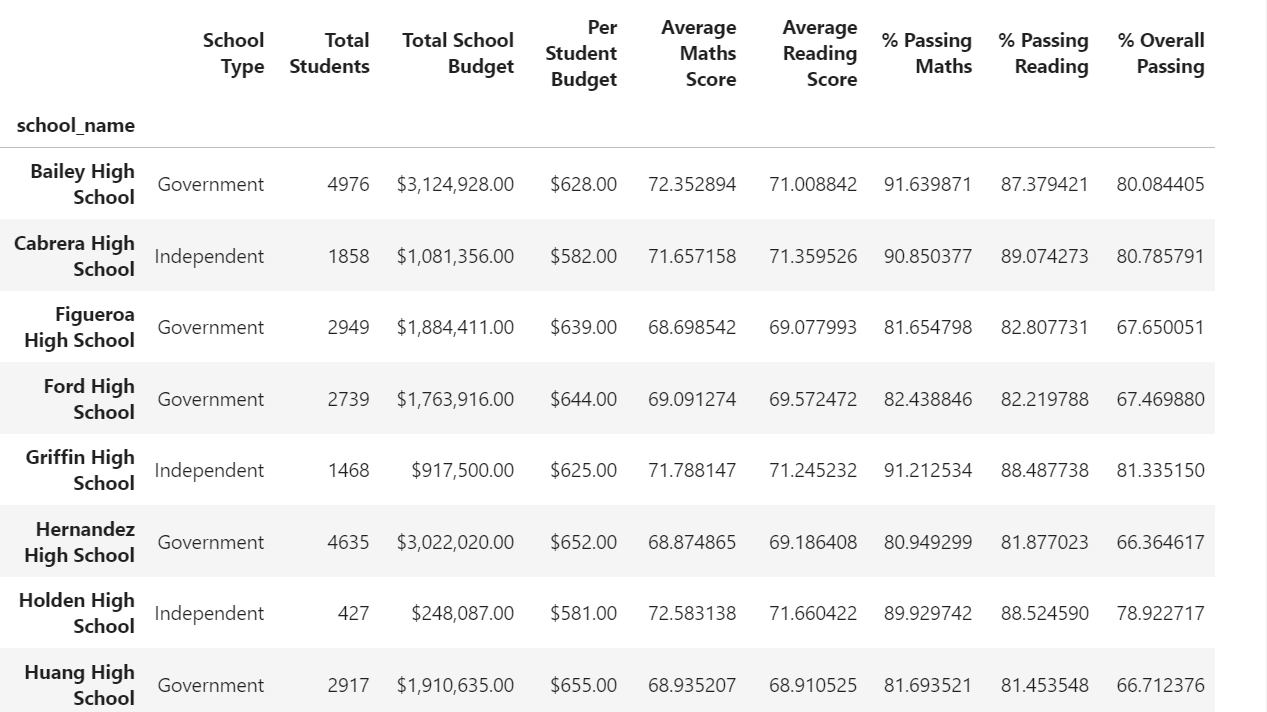 School Type Total Students Total School Budget Per Student Budget Average Maths Score Average Reading Score % Passing Maths % Passing Reading % Overall Passing
school_name
Bailey High School Government 4976 $3,124,928.00 $628.00 72.352894 71.008842 91.639871 87.379421 80.084405
Cabrera High School Independent 1858 $1,081,356.00 $582.00 71.657158 71.359526 90.850377 89.074273 80.785791
Figueroa High School Government 2949 $1,884,411.00 $639.00 68.698542 69.077993 81.654798 82.807731 67.650051
Ford High School Government 2739 $1,763,916.00 $644.00 69.091274 69.572472 82.438846 82.219788 67.469880
Griffin High School Independent 1468 $917,500.00 $625.00 71.788147 71.245232 91.212534 88.487738 81.335150
Hernandez High School Government 4635 $3,022,020.00 $652.00 68.874865 69.186408 80.949299 81.877023 66.364617
Holden High School Independent 427 $248,087.00 $581.00 72.583138 71.660422 89.929742 88.524590 78.922717
Huang High School Government 2917 $1,910,635.00 $655.00 68.935207 68.910525 81.693521 81.453548 66.712376